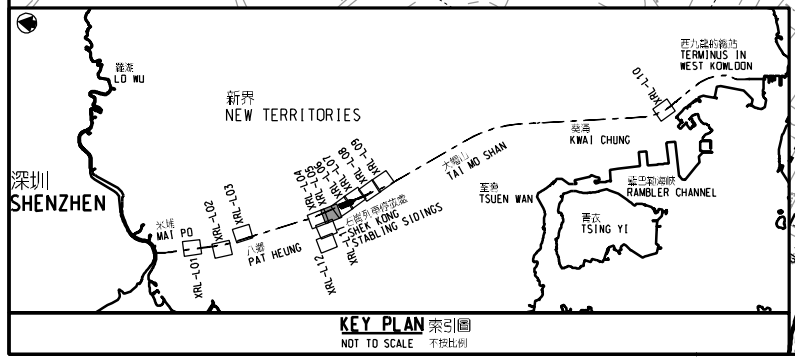 羅湖
LO WU
新界
NEW TERRITORIES
西九龍的總站
TERMINUS IN
WEST KOWLOON
XRL-L10
葵涌
KWAI CHUNG
大帽山
TAI MO SHAN
深圳
SHENZHEN
米埔
MAI PO
XRL-L01
XRL-L02
XRL-L03
八鄉
PAT HEUNG
XRL-L04
XRL-L05
XRL-L06
XRL-L07
XRL-L08
XRL-L09
石崗列車停放處
SHEK KONG
STABLING SIDINGS
XRL-L12
XRL-
荃灣
TSUEN WAN
藍巴勒海峽
RAMBLER CHANNEL
青衣
TSING YI
KEY PLAN 索引圖
NOT TO SCALE 不按比例